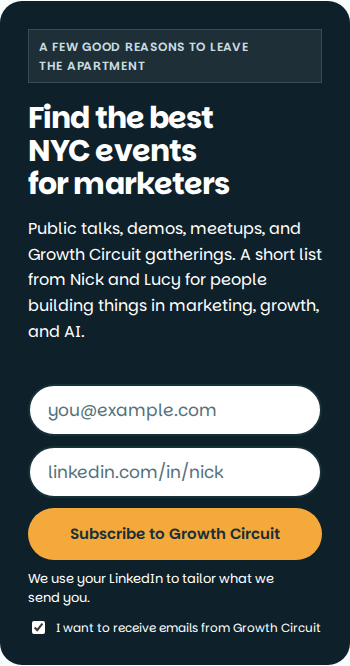 A FEW GOOD REASONS TO LEAVE
THE APARTMENT
Find the best
NYC events
for marketers
Public talks, demos, meetups, and
Growth Circuit gatherings. A short list
from Nick and Lucy for people
building things in marketing, growth,
and AI.
you@example.com
linkedin.com/in/nick
Subscribe to Growth Circuit
We use your LinkedIn to tailor what we
send you.
I want to receive emails from Growth Circuit